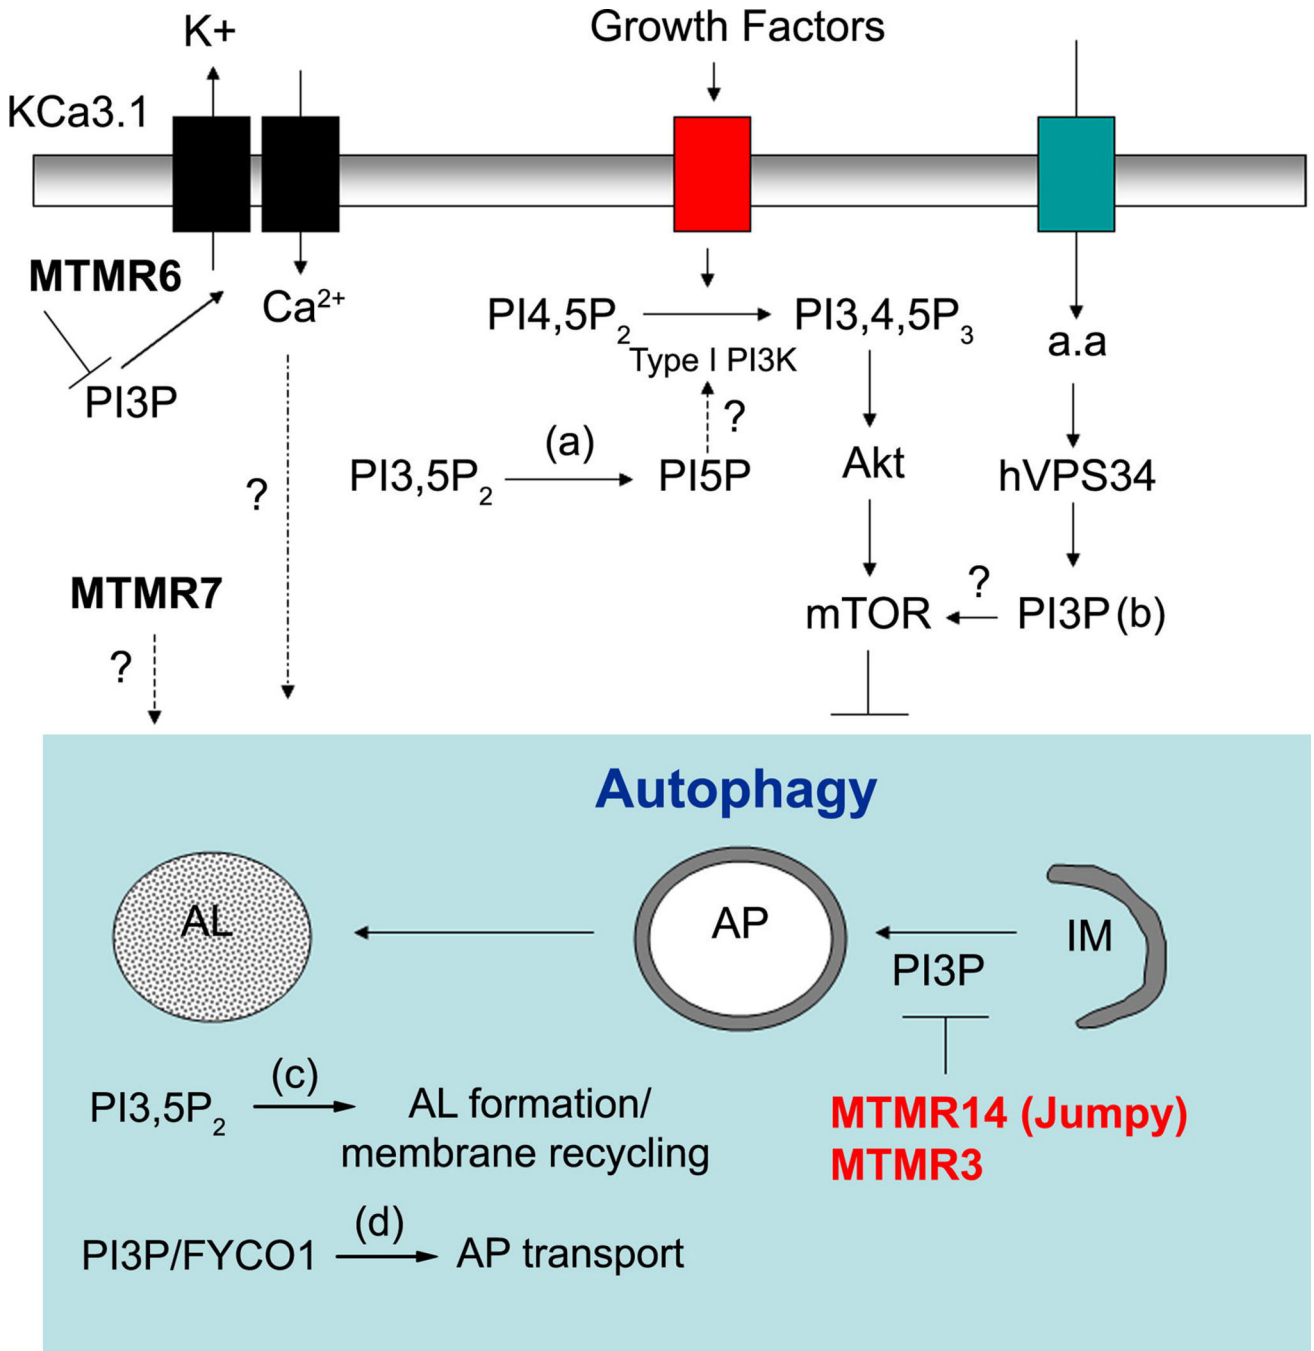 K+
Growth Factors
KCa3.1
MTMR6
Ca²⁺
PI4,5P₂
PI3,4,5P₃
a.a
Type I PI3K
PI3P
?
(a)
PI3,5P₂
PI5P
Akt
hVPS34
?
MTMR7
?
?
mTOR
PI3P (b)
Autophagy
AL
AP
IM
PI3P
(c)
PI3,5P₂
AL formation/
membrane recycling
MTMR14 (Jumpy)
MTMR3
(d)
PI3P/FYCO1
AP transport